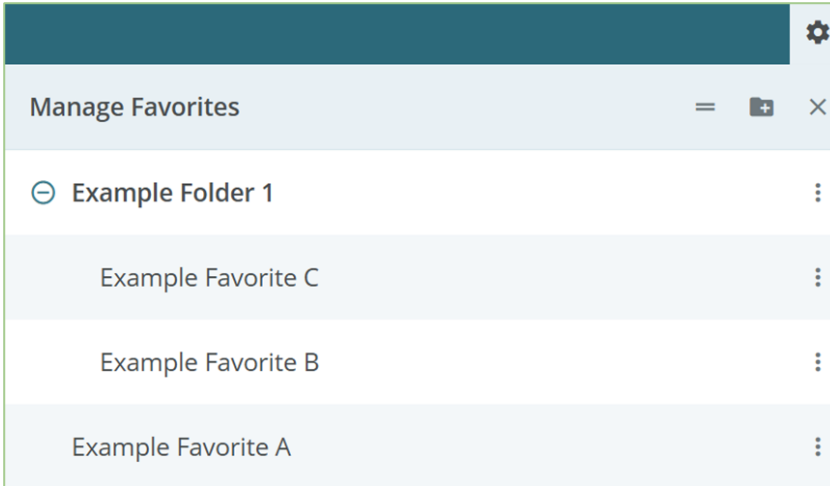 Manage Favorites
Example Folder 1
Example Favorite C
Example Favorite B
Example Favorite A